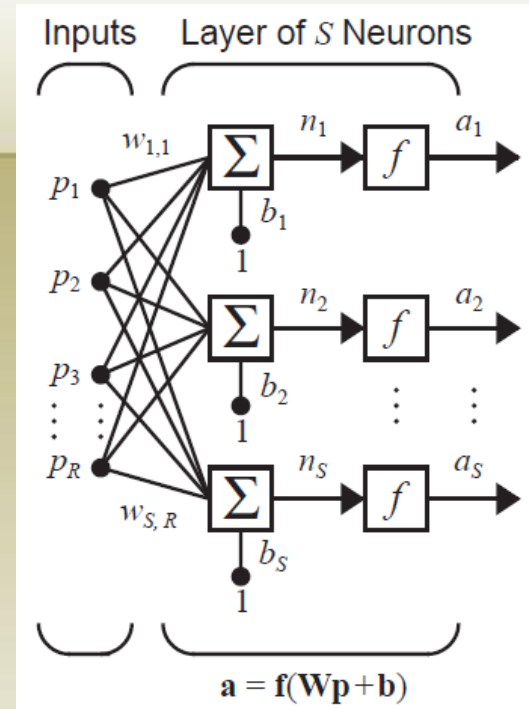 Inputs Layer of S Neurons
w1,1 n1 a1
p1 Σ f
b1
1
p2
n2 a2
Σ f
p3
b2
1
pR
nS aS
wS, R Σ f
bS
1
a = f(Wp+b)